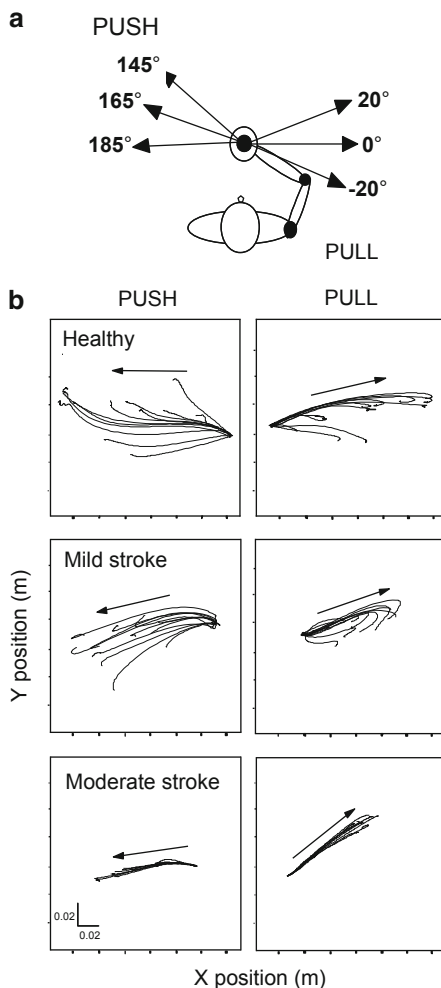 a
PUSH
145°
165°
185°
20°
0°
-20°
PULL
b
PUSH PULL
Healthy
Mild stroke
Moderate stroke
0.02
0.02
Y position (m)
X position (m)